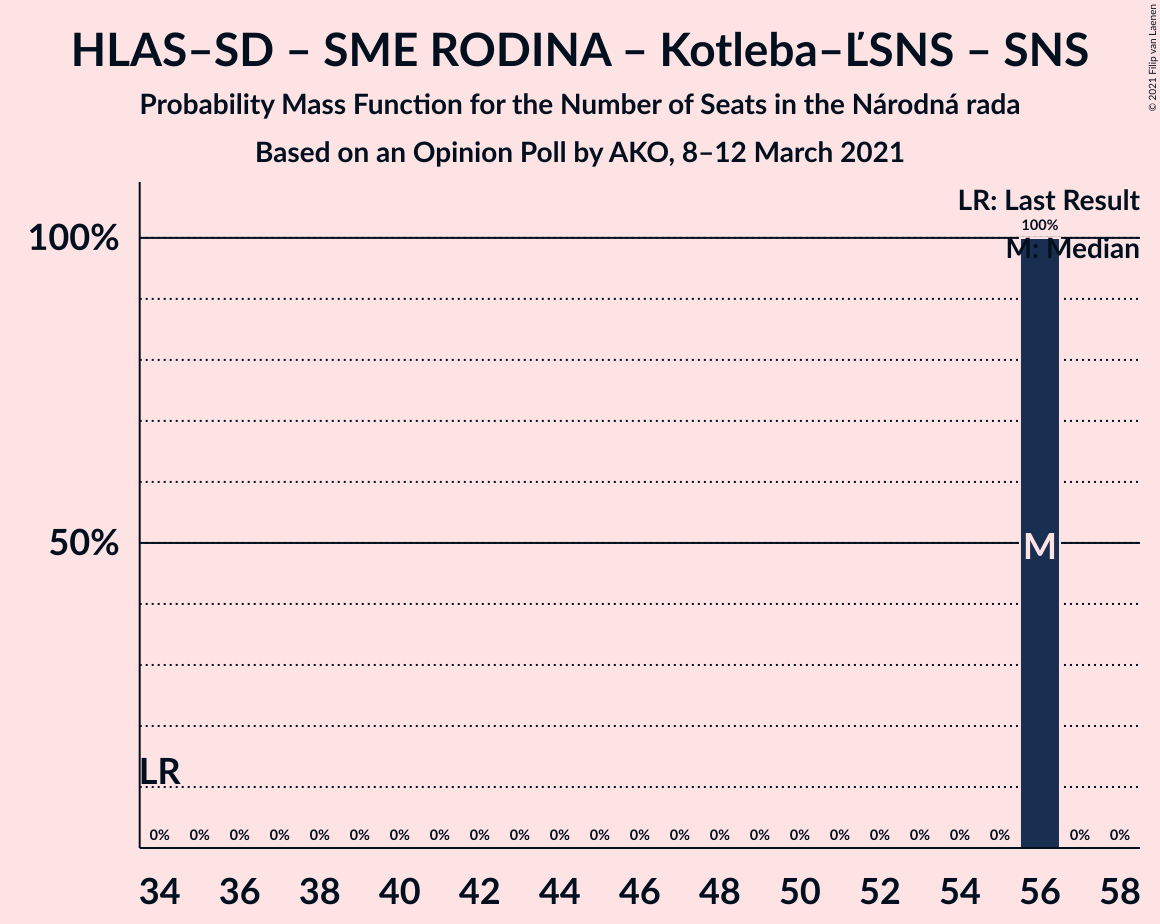 HLAS–SD – SME RODINA – Kotleba–ĽSNS – SNS
Probability Mass Function for the Number of Seats in the Národná rada
Based on an Opinion Poll by AKO, 8–12 March 2021
© 2021 Filip van Laenen
LR: Last Result
100%
100%
M: Median
50%
M
LR
0% 0% 0% 0% 0% 0% 0% 0% 0% 0% 0% 0% 0% 0% 0% 0% 0% 0% 0% 0% 0% 0% 0% 0%
34 36 38 40 42 44 46 48 50 52 54 56 58